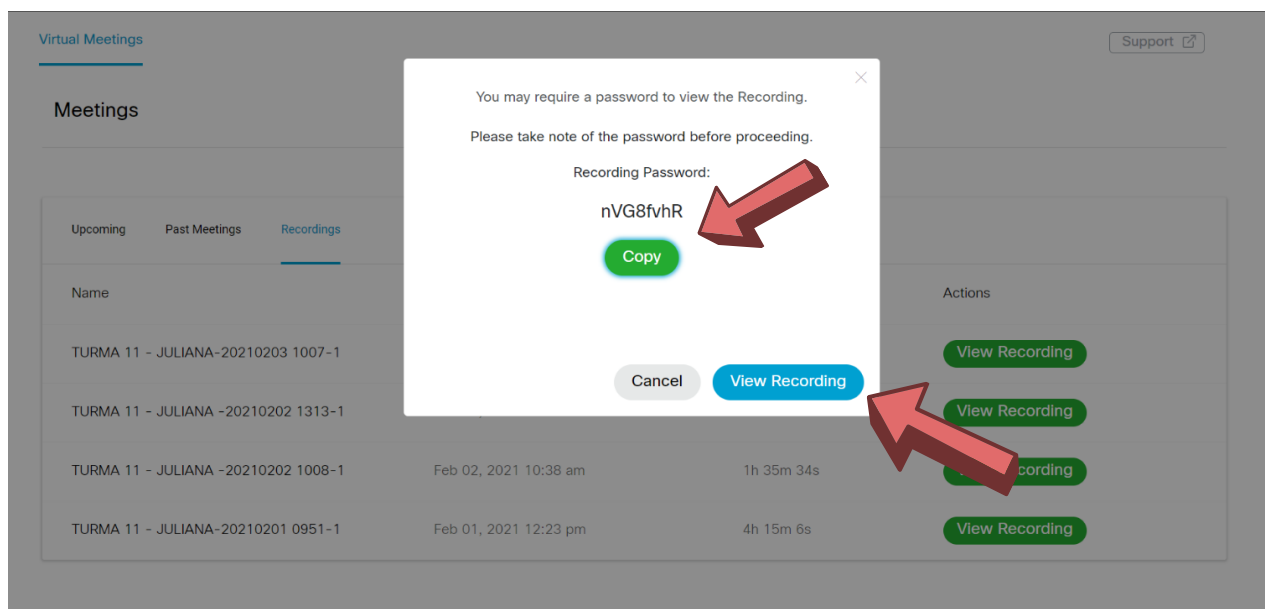 Virtual Meetings
Support
Meetings
You may require a password to view the Recording.
Please take note of the password before proceeding.
Recording Password:
nVG8fvhR
Copy
Cancel
View Recording
Upcoming
Past Meetings
Recordings
Name
Actions
TURMA 11 - JULIANA-20210203 1007-1
View Recording
TURMA 11 - JULIANA -20210202 1313-1
View Recording
TURMA 11 - JULIANA -20210202 1008-1
Feb 02, 2021 10:38 am
1h 35m 34s
cording
TURMA 11 - JULIANA-20210201 0951-1
Feb 01, 2021 12:23 pm
4h 15m 6s
View Recording